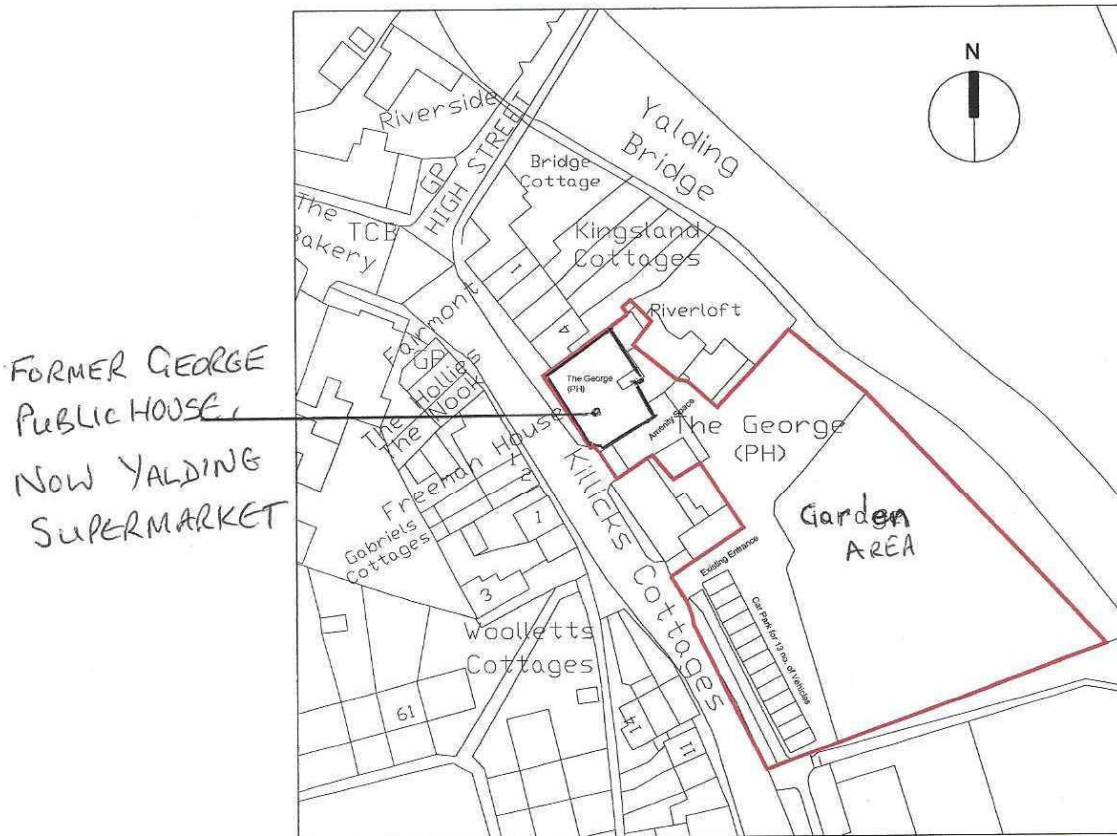 N
Riverside
GP
HIGH STREET
Yalding
Bridge
Bridge
Cottage
The
Bakery
TCB
Kingsland
Cottages
1
4
Riverloft
Fairmont
GP
The Hollies
The Nook
FORMER GEORGE
PUBLIC HOUSE,
NOW YALDING
SUPERMARKET
The George
(PH)
Amenity Space
The George
(PH)
Freeman House
1
2
Gabriels
Cottages
1
3
Killicks Cottages
Garden
AREA
Existing Entrance
Car Park for 13 no. of Vehicles
Woolletts
Cottages
61
14
11